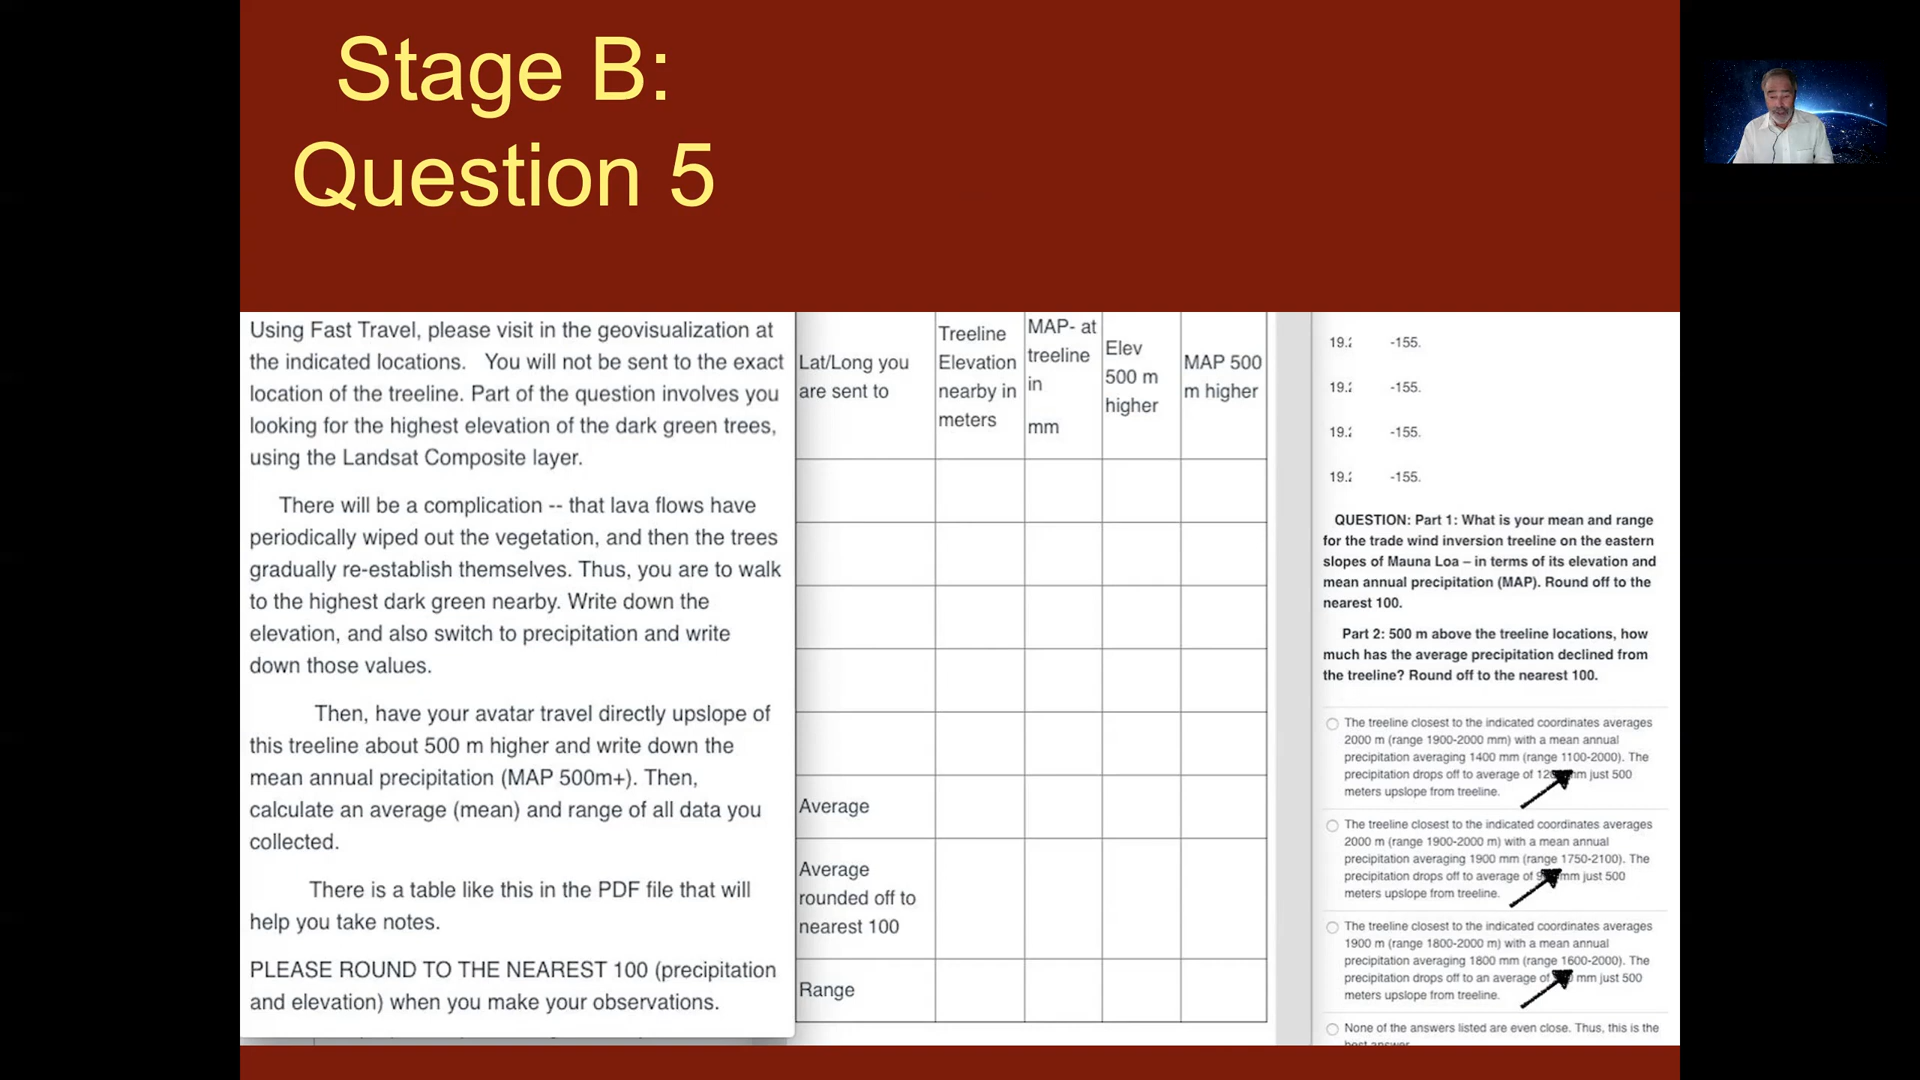 Stage B:
Question 5
Using Fast Travel, please visit in the geovisualization at
the indicated locations. You will not be sent to the exact
location of the treeline. Part of the question involves you
looking for the highest elevation of the dark green trees,
using the Landsat Composite layer.
There will be a complication -- that lava flows have
periodically wiped out the vegetation, and then the trees
gradually re-establish themselves. Thus, you are to walk
to the highest dark green nearby. Write down the
elevation, and also switch to precipitation and write
down those values.
Then, have your avatar travel directly upslope of
this treeline about 500 m higher and write down the
mean annual precipitation (MAP 500m+). Then,
calculate an average (mean) and range of all data you
collected.
There is a table like this in the PDF file that will
help you take notes.
PLEASE ROUND TO THE NEAREST 100 (precipitation
and elevation) when you make your observations.
Lat/Long you
are sent to
Treeline
Elevation
nearby in
meters
MAP- at
treeline
in
mm
Elev
500 m
higher
MAP 500
m higher
Average
Average
rounded off to
nearest 100
Range
19. -155.
19. -155.
19. -155.
19. -155.
QUESTION: Part 1: What is your mean and range
for the trade wind inversion treeline on the eastern
slopes of Mauna Loa – in terms of its elevation and
mean annual precipitation (MAP). Round off to the
nearest 100.
Part 2: 500 m above the treeline locations, how
much has the average precipitation declined from
the treeline? Round off to the nearest 100.
The treeline closest to the indicated coordinates averages
2000 m (range 1900-2000 mm) with a mean annual
precipitation averaging 1400 mm (range 1100-2000). The
precipitation drops off to average of mm just 500
meters upslope from treeline.
The treeline closest to the indicated coordinates averages
2000 m (range 1900-2000 m) with a mean annual
precipitation averaging 1900 mm (range 1750-2100). The
precipitation drops off to average of mm just 500
meters upslope from treeline.
The treeline closest to the indicated coordinates averages
1900 m (range 1800-2000 m) with a mean annual
precipitation averaging 1800 mm (range 1600-2000). The
precipitation drops off to an average of mm just 500
meters upslope from treeline.
None of the answers listed are even close. Thus, this is the
best answer